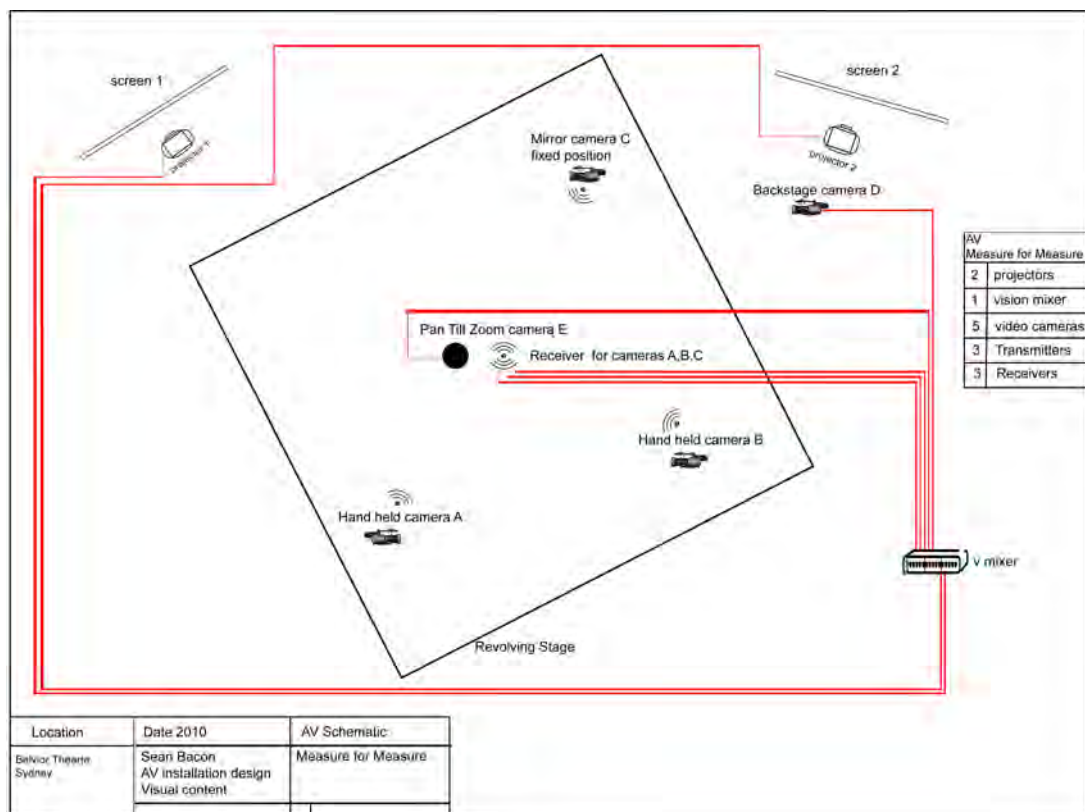 screen 1
screen 2
projector 1
projector 2
Mirror camera C
fixed position
Backstage camera D
AV
Measure for Measure
2 projectors
1 vision mixer
5 video cameras
3 Transmitters
3 Receivers
Pan Till Zoom camera E
Receiver for cameras A,B,C
Hand held camera B
Hand held camera A
V mixer
Revolving Stage
Location
Date 2010
AV Schematic
Belvior Thearte
Sydney
Sean Bacon
AV installation design
Visual content
Measure for Measure